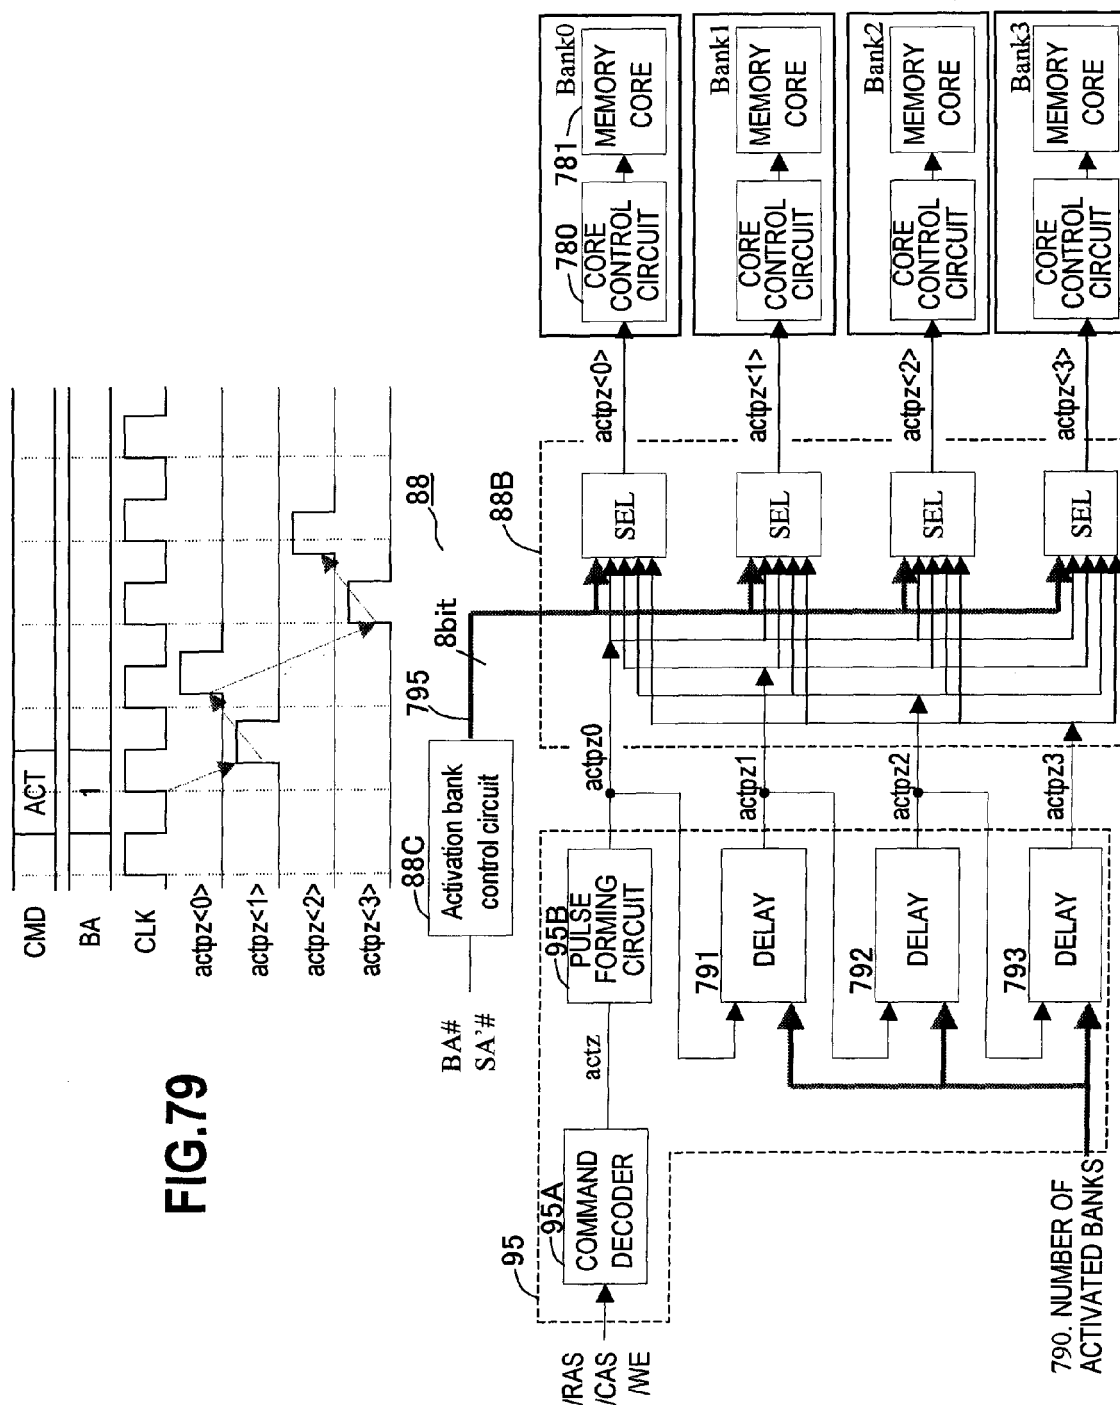 FIG.79
CMD
ACT
BA
1
CLK
actpz<0>
actpz<1>
actpz<2>
actpz<3>
88
88C
Activation bank
control circuit
BA#
SA'#
795
8bit
88B
95
/RAS
/CAS
/WE
95A
COMMAND
DECODER
actz
95B
PULSE
FORMING
CIRCUIT
791
DELAY
792
DELAY
793
DELAY
790. NUMBER OF
ACTIVATED BANKS
actpz0
actpz1
actpz2
actpz3
SEL
SEL
SEL
SEL
actpz<0>
actpz<1>
actpz<2>
actpz<3>
780
781
Bank0
CORE
CONTROL
CIRCUIT
MEMORY
CORE
Bank1
CORE
CONTROL
CIRCUIT
MEMORY
CORE
Bank2
CORE
CONTROL
CIRCUIT
MEMORY
CORE
Bank3
CORE
CONTROL
CIRCUIT
MEMORY
CORE